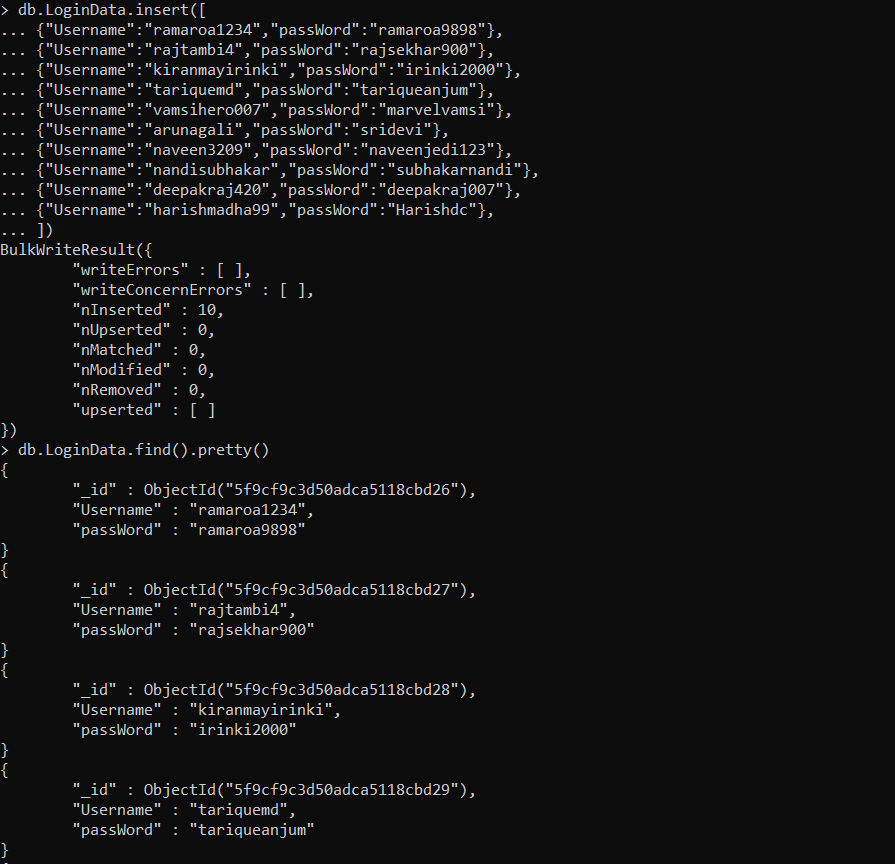 > db.LoginData.insert([
... {"Username":"ramaroa1234","passWord":"ramaroa9898"},
... {"Username":"rajtambi4","passWord":"rajsekhar900"},
... {"Username":"kiranmayirinki","passWord":"irinki2000"},
... {"Username":"tariquemd","passWord":"tariqueanjum"},
... {"Username":"vamsihero007","passWord":"marvelvamsi"},
... {"Username":"arunagali","passWord":"sridevi"},
... {"Username":"naveen3209","passWord":"naveenjedi123"},
... {"Username":"nandisubhakar","passWord":"subhakarnandi"},
... {"Username":"deepakraj420","passWord":"deepakraj007"},
... {"Username":"harishmadha99","passWord":"Harishdc"},
... ])
BulkWriteResult({
        "writeErrors" : [ ],
        "writeConcernErrors" : [ ],
        "nInserted" : 10,
        "nUpserted" : 0,
        "nMatched" : 0,
        "nModified" : 0,
        "nRemoved" : 0,
        "upserted" : [ ]
})
> db.LoginData.find().pretty()
{
        "_id" : ObjectId("5f9cf9c3d50adca5118cbd26"),
        "Username" : "ramaroa1234",
        "passWord" : "ramaroa9898"
}
{
        "_id" : ObjectId("5f9cf9c3d50adca5118cbd27"),
        "Username" : "rajtambi4",
        "passWord" : "rajsekhar900"
}
{
        "_id" : ObjectId("5f9cf9c3d50adca5118cbd28"),
        "Username" : "kiranmayirinki",
        "passWord" : "irinki2000"
}
{
        "_id" : ObjectId("5f9cf9c3d50adca5118cbd29"),
        "Username" : "tariquemd",
        "passWord" : "tariqueanjum"
}